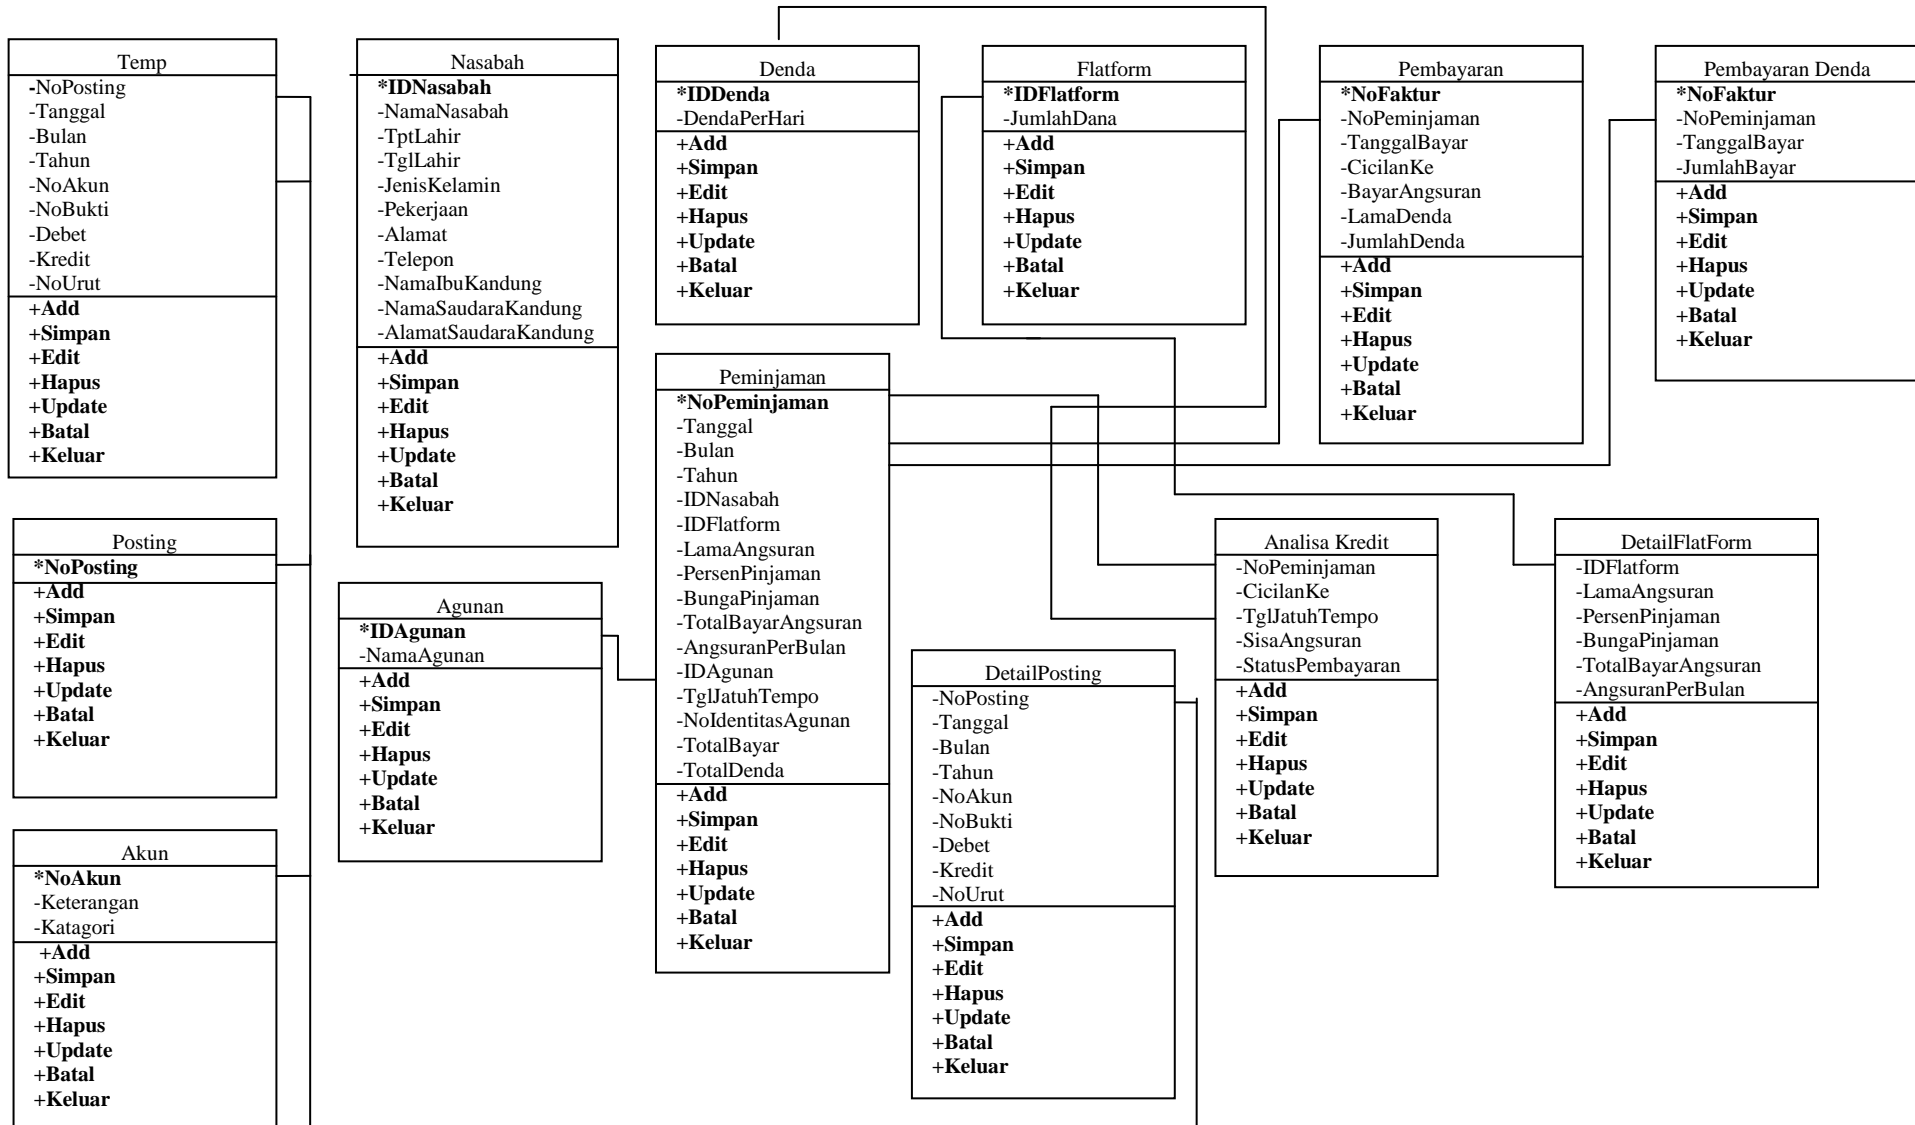 Temp
-NoPosting
-Tanggal
-Bulan
-Tahun
-NoAkun
-NoBukti
-Debet
-Kredit
-NoUrut
+Add
+Simpan
+Edit
+Hapus
+Update
+Batal
+Keluar
Nasabah
*IDNasabah
-NamaNasabah
-TptLahir
-TglLahir
-JenisKelamin
-Pekerjaan
-Alamat
-Telepon
-NamaIbuKandung
-NamaSaudaraKandung
-AlamatSaudaraKandung
+Add
+Simpan
+Edit
+Hapus
+Update
+Batal
+Keluar
Denda
*IDDenda
-DendaPerHari
+Add
+Simpan
+Edit
+Hapus
+Update
+Batal
+Keluar
Flatform
*IDFlatform
-JumlahDana
+Add
+Simpan
+Edit
+Hapus
+Update
+Batal
+Keluar
Pembayaran
*NoFaktur
-NoPeminjaman
-TanggalBayar
-CicilanKe
-BayarAngsuran
-LamaDenda
-JumlahDenda
+Add
+Simpan
+Edit
+Hapus
+Update
+Batal
+Keluar
Pembayaran Denda
*NoFaktur
-NoPeminjaman
-TanggalBayar
-JumlahBayar
+Add
+Simpan
+Edit
+Hapus
+Update
+Batal
+Keluar
Posting
*NoPosting
+Add
+Simpan
+Edit
+Hapus
+Update
+Batal
+Keluar
Agunan
*IDAgunan
-NamaAgunan
+Add
+Simpan
+Edit
+Hapus
+Update
+Batal
+Keluar
Peminjaman
*NoPeminjaman
-Tanggal
-Bulan
-Tahun
-IDNasabah
-IDFlatform
-LamaAngsuran
-PersenPinjaman
-BungaPinjaman
-TotalBayarAngsuran
-AngsuranPerBulan
-IDAgunan
-TglJatuhTempo
-NoIdentitasAgunan
-TotalBayar
-TotalDenda
+Add
+Simpan
+Edit
+Hapus
+Update
+Batal
+Keluar
Analisa Kredit
-NoPeminjaman
-CicilanKe
-TglJatuhTempo
-SisaAngsuran
-StatusPembayaran
+Add
+Simpan
+Edit
+Hapus
+Update
+Batal
+Keluar
DetailFlatForm
-IDFlatform
-LamaAngsuran
-PersenPinjaman
-BungaPinjaman
-TotalBayarAngsuran
-AngsuranPerBulan
+Add
+Simpan
+Edit
+Hapus
+Update
+Batal
+Keluar
DetailPosting
-NoPosting
-Tanggal
-Bulan
-Tahun
-NoAkun
-NoBukti
-Debet
-Kredit
-NoUrut
+Add
+Simpan
+Edit
+Hapus
+Update
+Batal
+Keluar
Akun
*NoAkun
-Keterangan
-Katagori
+Add
+Simpan
+Edit
+Hapus
+Update
+Batal
+Keluar